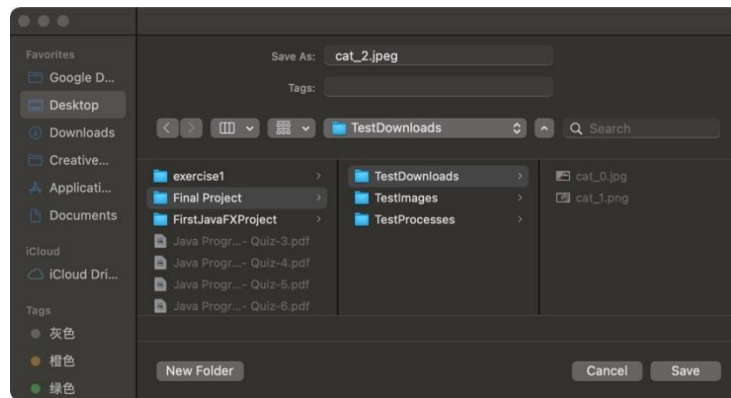 Favorites
Google D...
Desktop
Downloads
Creative...
Applicati...
Documents
iCloud
iCloud Dri...
Tags
灰色
橙色
绿色
Save As: cat_2.jpeg
Tags:
TestDownloads
Search
exercise1
Final Project
FirstJavaFXProject
Java Progr...- Quiz-3.pdf
Java Progr...- Quiz-4.pdf
Java Progr...- Quiz-5.pdf
Java Progr...- Quiz-6.pdf
TestDownloads
TestImages
TestProcesses
cat_0.jpg
cat_1.png
New Folder
Cancel
Save